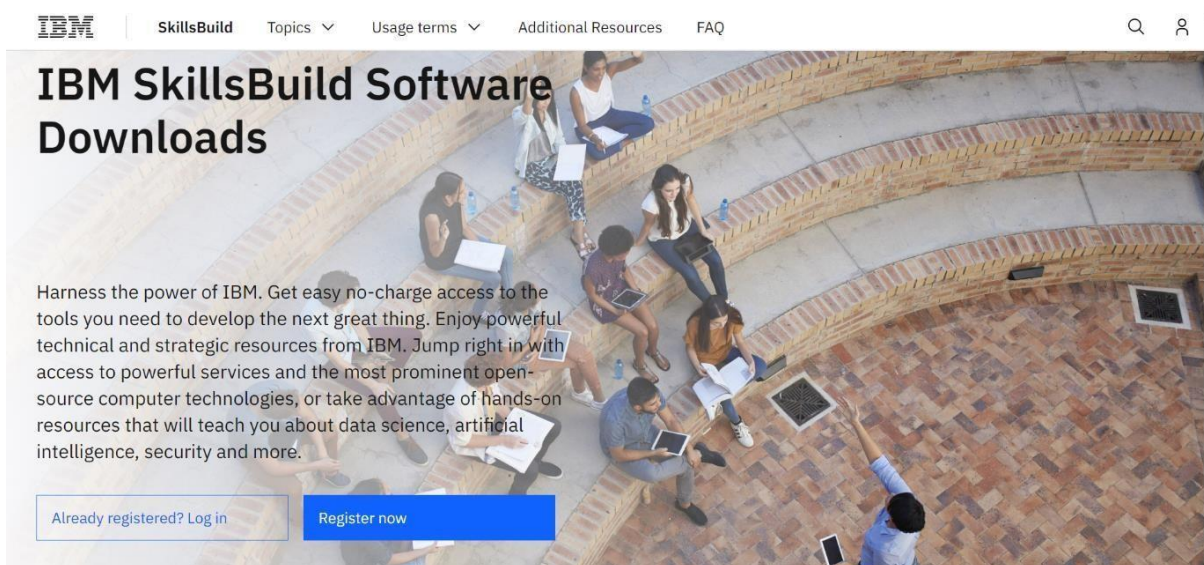 IBM SkillsBuild Topics Usage terms Additional Resources FAQ
IBM SkillsBuild Software
Downloads
Harness the power of IBM. Get easy no-charge access to the
tools you need to develop the next great thing. Enjoy powerful
technical and strategic resources from IBM. Jump right in with
access to powerful services and the most prominent open-
source computer technologies, or take advantage of hands-on
resources that will teach you about data science, artificial
intelligence, security and more.
Already registered? Log in Register now